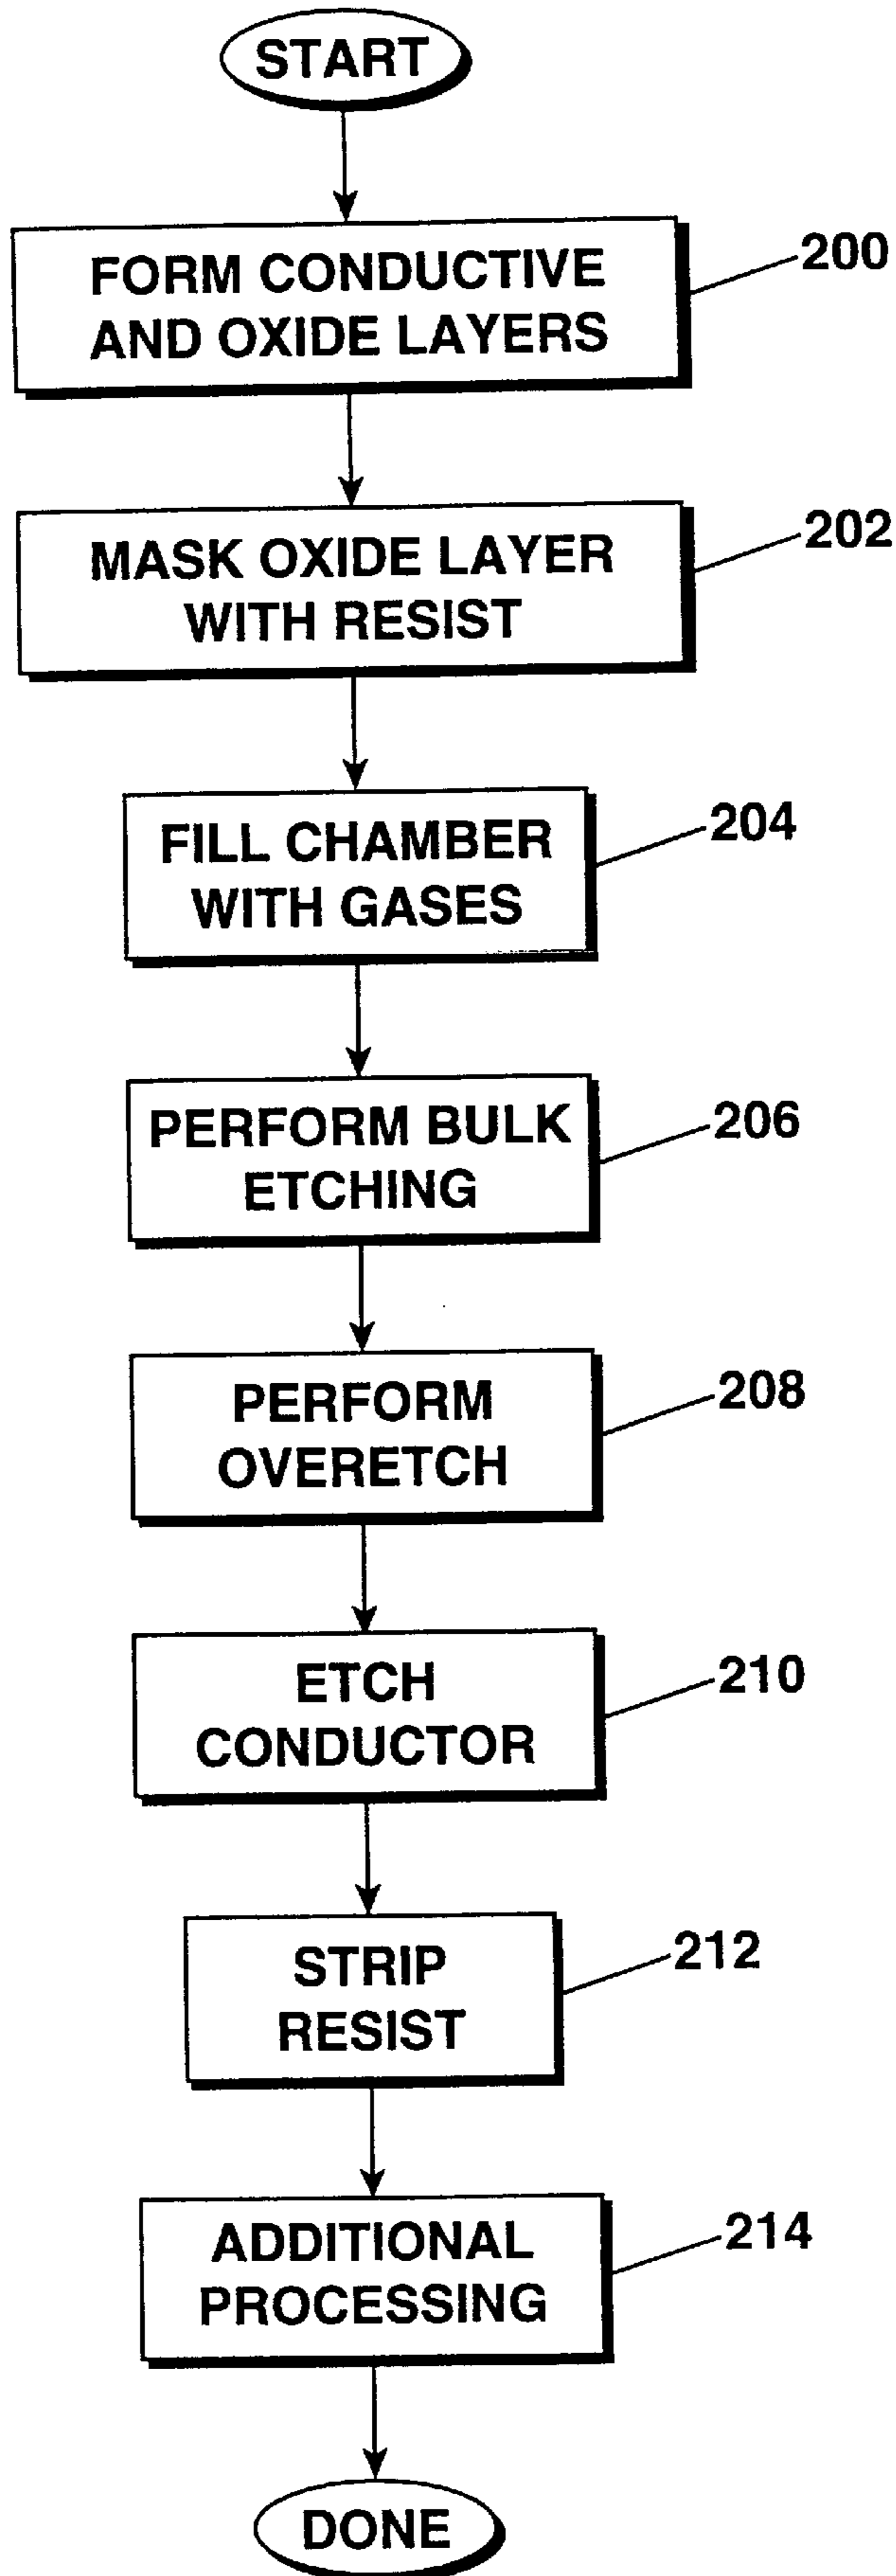 START
FORM CONDUCTIVE
AND OXIDE LAYERS
200
MASK OXIDE LAYER
WITH RESIST
202
FILL CHAMBER
WITH GASES
204
PERFORM BULK
ETCHING
206
PERFORM
OVERETCH
208
ETCH
CONDUCTOR
210
STRIP
RESIST
212
ADDITIONAL
PROCESSING
214
DONE